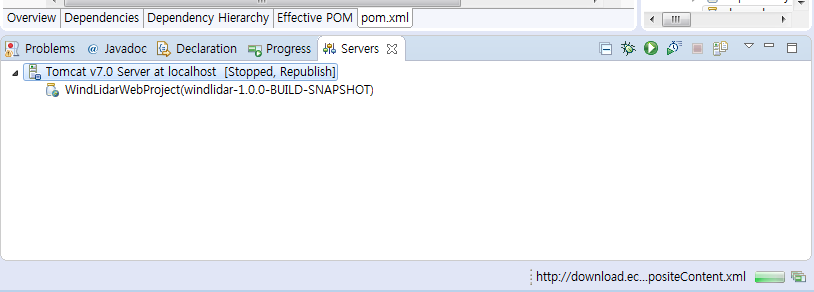 Overview Dependencies Dependency Hierarchy Effective POM pom.xml
Problems @ Javadoc Declaration Progress Servers
Tomcat v7.0 Server at localhost [Stopped, Republish]
WindLidarWebProject(windlidar-1.0.0-BUILD-SNAPSHOT)
http://download.ec...positeContent.xml